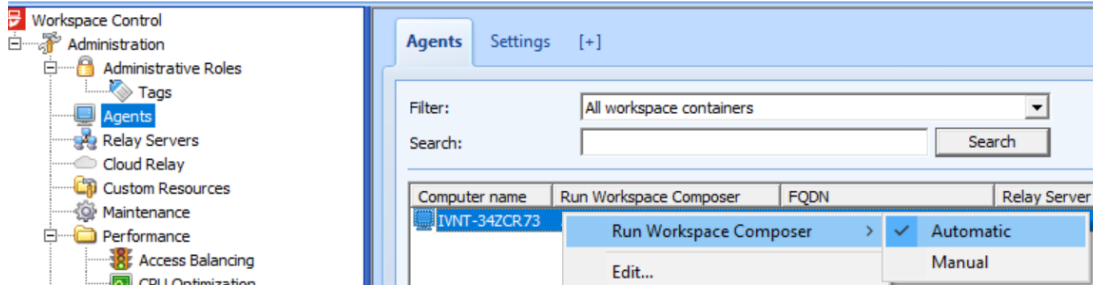 Workspace Control
Administration
Administrative Roles
Tags
Agents
Relay Servers
Cloud Relay
Custom Resources
Maintenance
Performance
Access Balancing
CPU Optimization
Agents Settings [+]
Filter: All workspace containers
Search: Search
Computer name Run Workspace Composer FQDN Relay Server
IVNT-34ZCR73
Run Workspace Composer > Automatic
Manual
Edit...